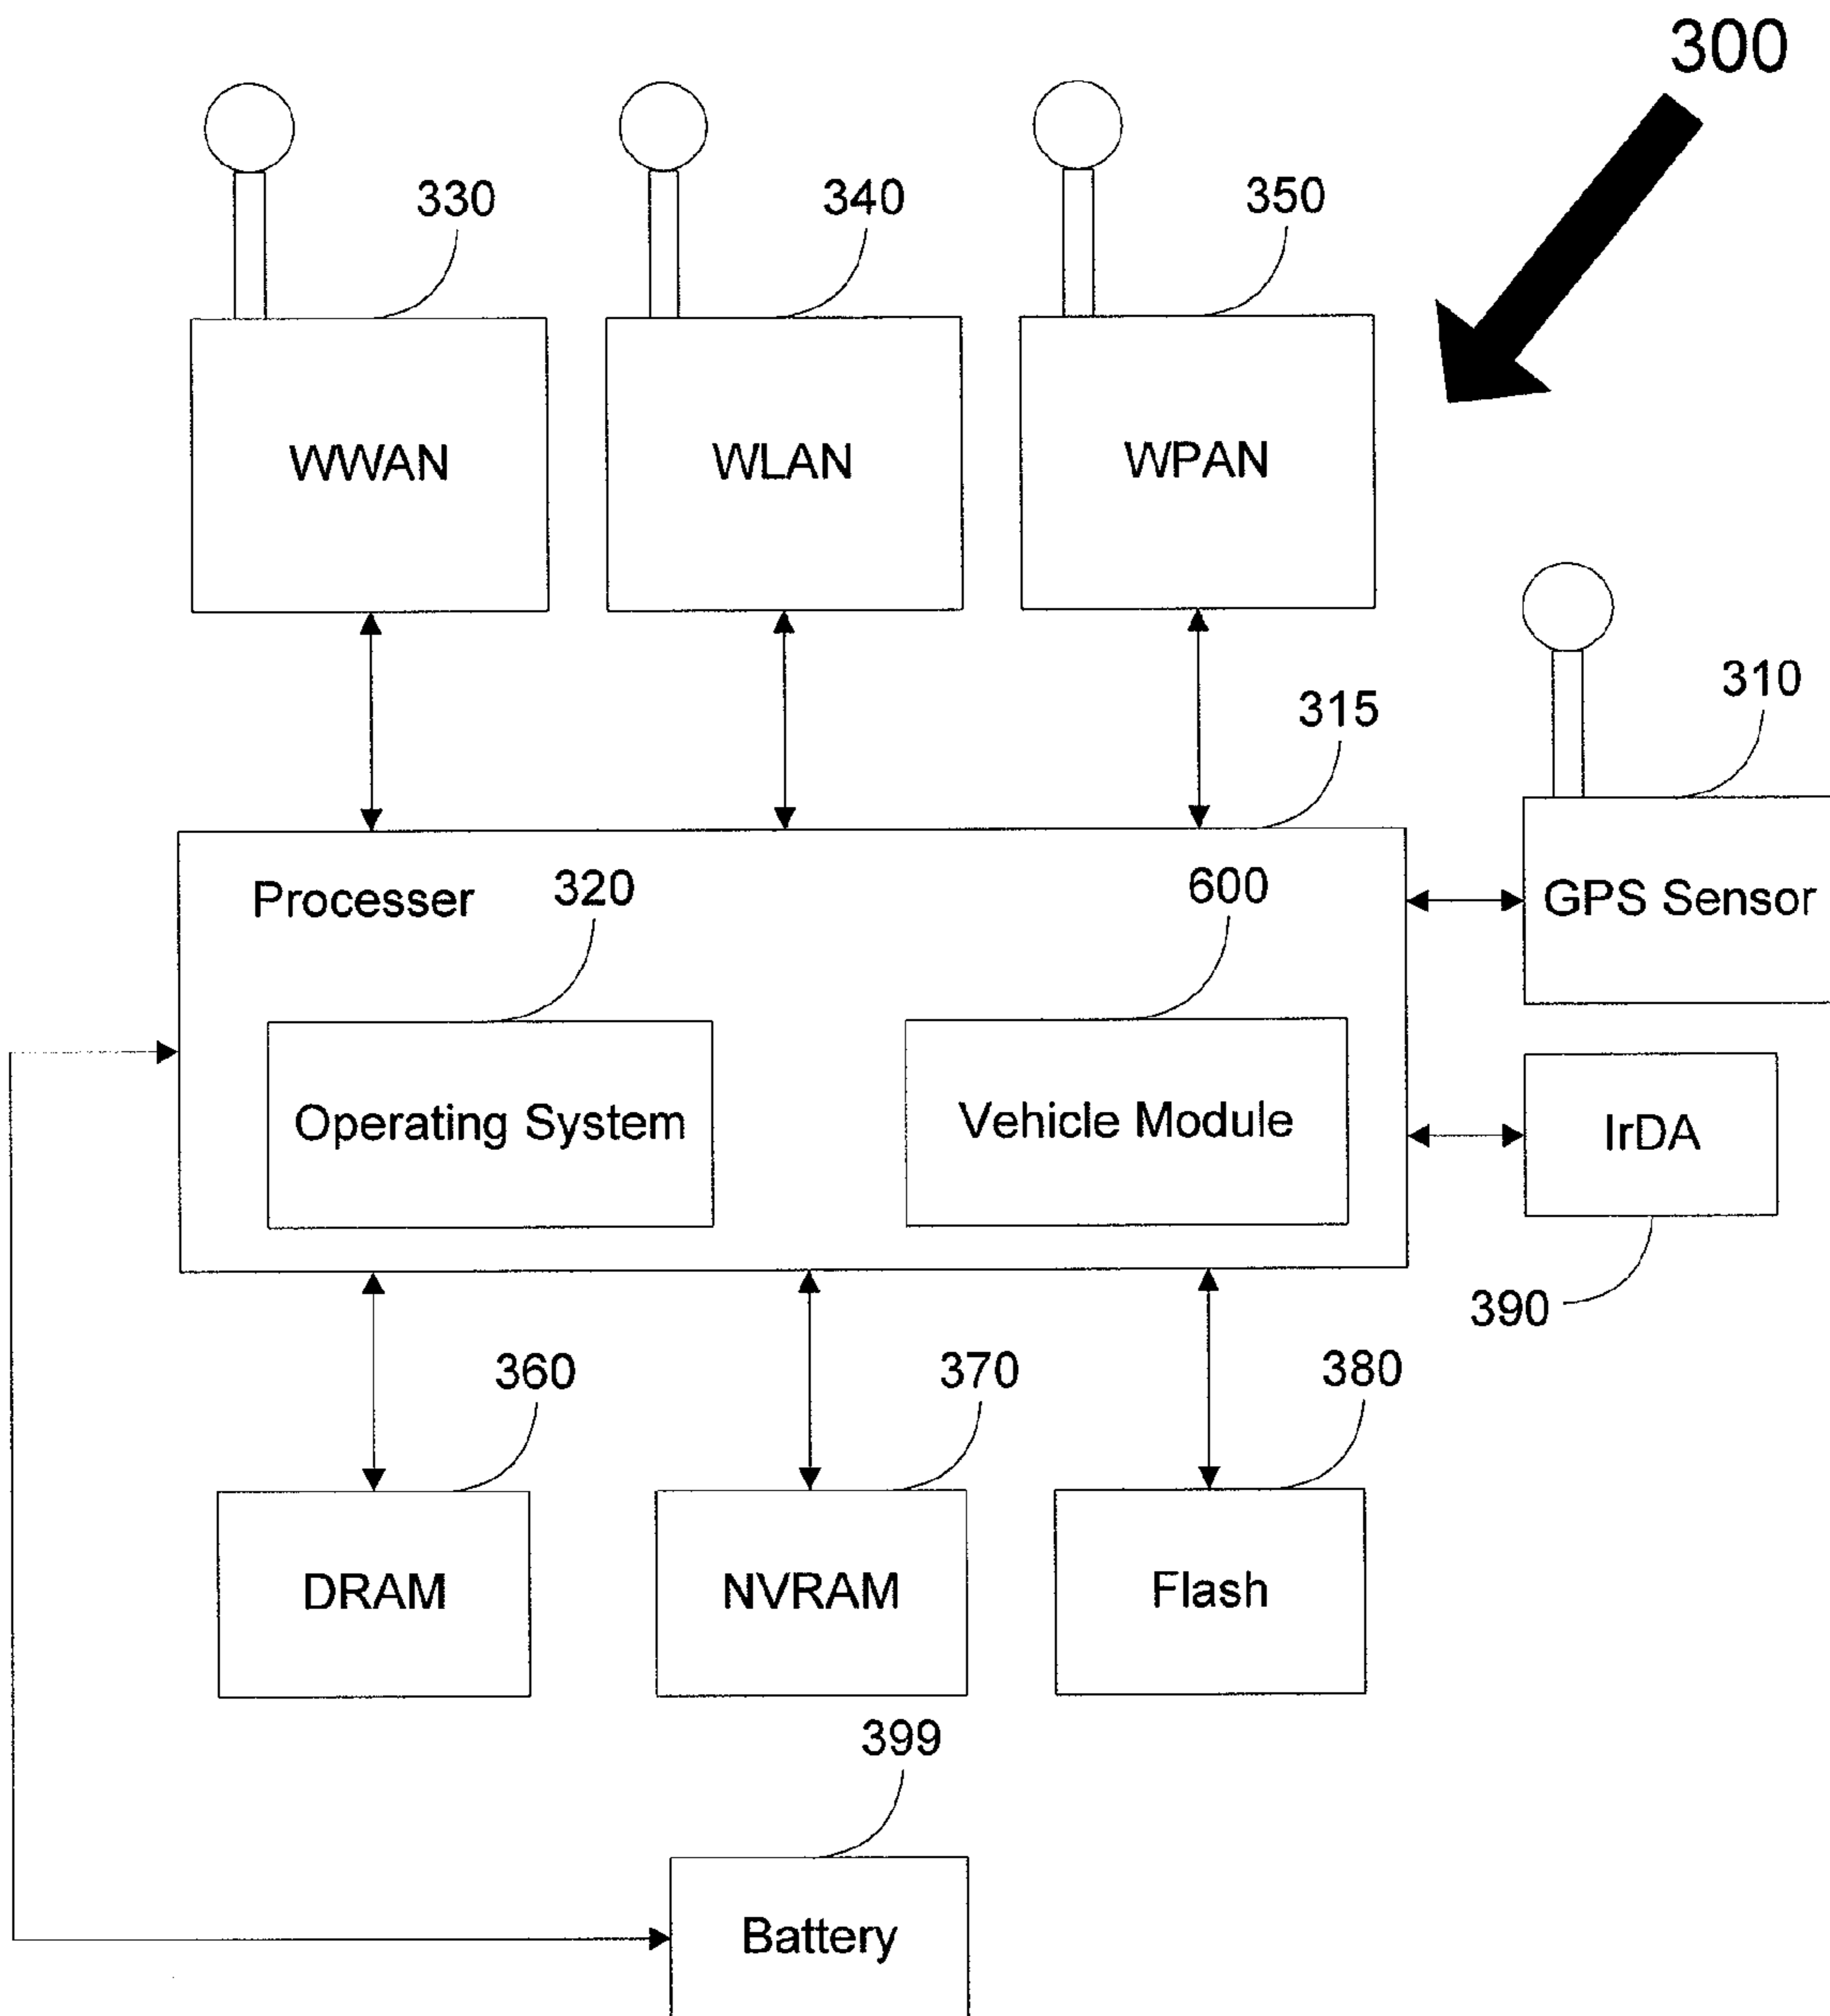 300
330
340
350
WWAN
WLAN
WPAN
310
315
GPS Sensor
Processer
320
600
Operating System
Vehicle Module
IrDA
390
360
370
380
DRAM
NVRAM
Flash
399
Battery